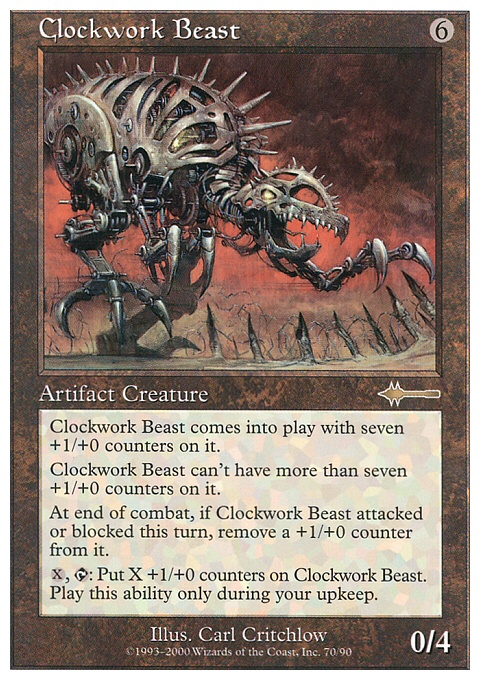 Clockwork Beast 6
Artifact Creature
Clockwork Beast comes into play with seven
+1/+0 counters on it.
Clockwork Beast can't have more than seven
+1/+0 counters on it.
At end of combat, if Clockwork Beast attacked
or blocked this turn, remove a +1/+0 counter
from it.
X, : Put X +1/+0 counters on Clockwork Beast.
Play this ability only during your upkeep.
Illus. Carl Critchlow
©1993–2000 Wizards of the Coast, Inc. 70/90
0/4